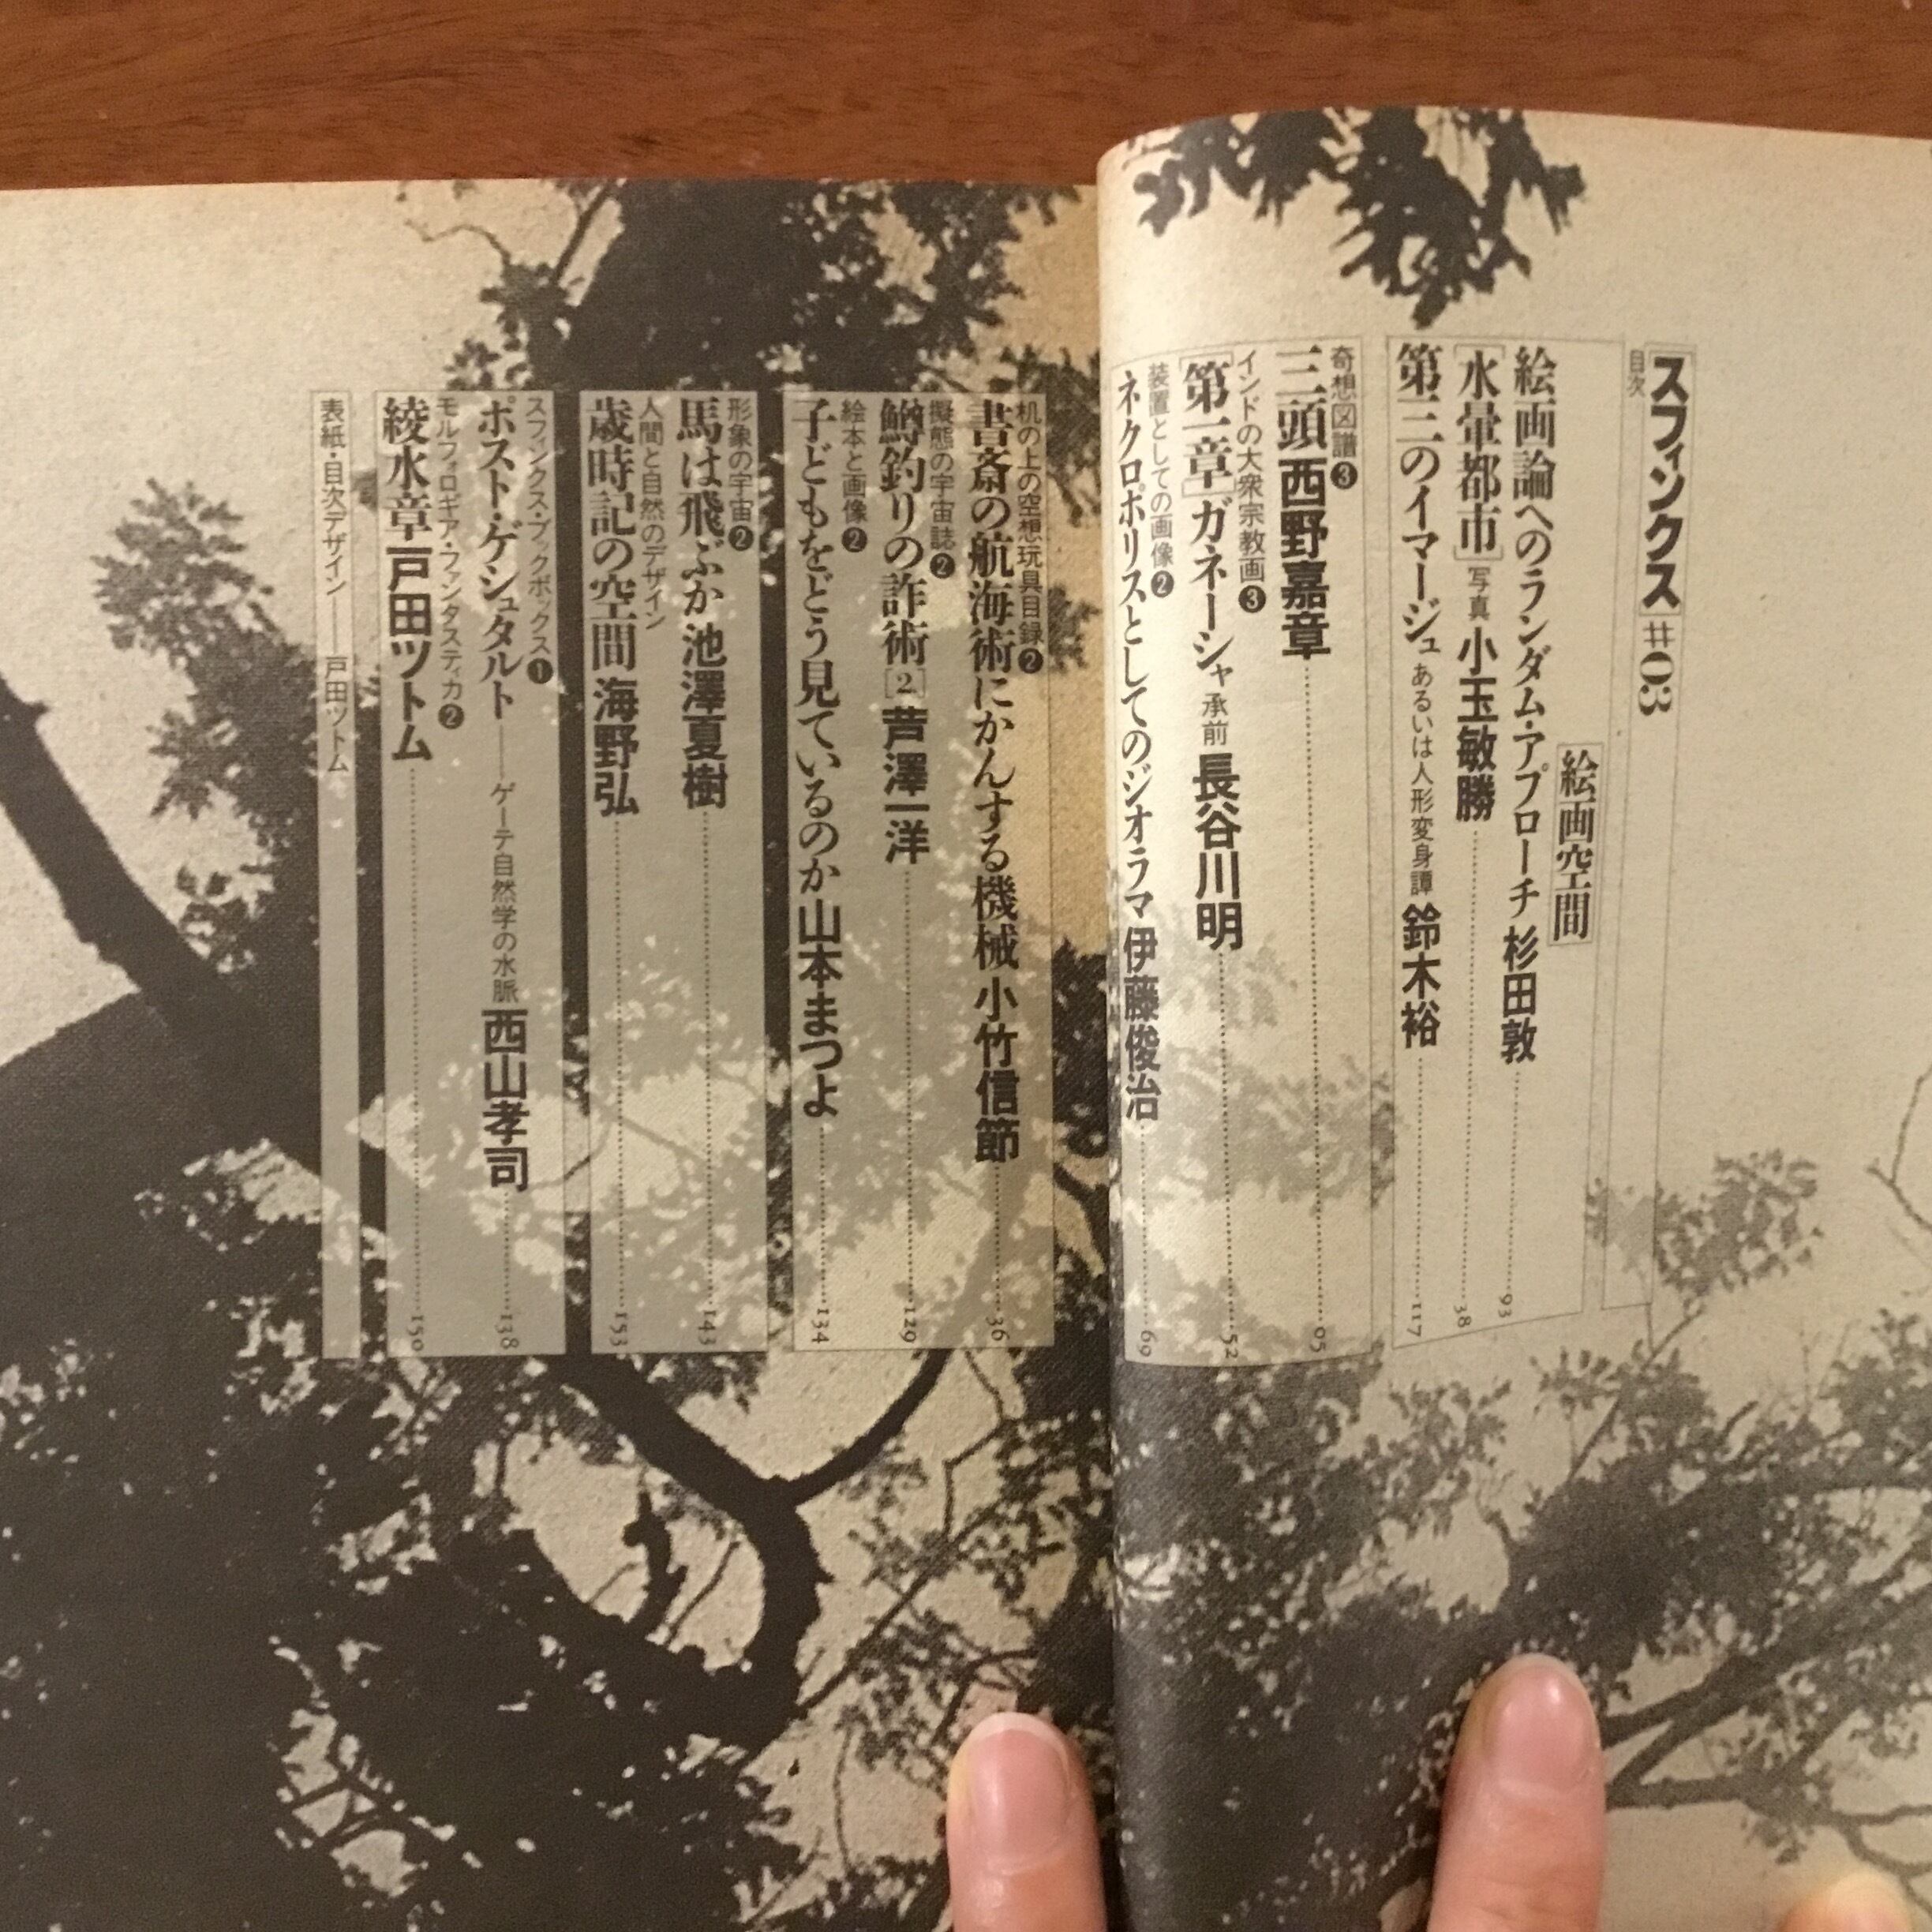 スフィンクス #03
目次
絵画空間
絵画論へのランダム・アプローチ 杉田敦 93
[水暈都市] 写真 小玉敏勝 38
第三のイマージュ あるいは人形変身譚 鈴木裕 117
奇想図譜❸
三頭 西野嘉章 65
インドの大衆宗教画❸
[第一章]ガネーシャ 承前 長谷川明 52
装置としての画像❷
ネクロポリスとしてのジオラマ 伊藤俊治 69
机の上の空想玩具目録❷
書斎の航海術にかんする機械 小竹信節 36
擬態の宇宙誌❷
鱒釣りの詐術[2] 芦澤一洋 129
絵本と画像❷
子どもをどう見ているのか 山本まつよ 134
形象の宇宙❷
馬は飛ぶか 池澤夏樹 143
人間と自然のデザイン
歳時記の空間 海野弘 153
スフィンクス・ブックボックス❶
ポスト・ゲシュタルト——ゲーテ自然学の水脈 西山孝司 138
モルフォロギア・ファンタスティカ❷
綾水章 戸田ツトム 150
表紙・目次デザイン——戸田ツトム